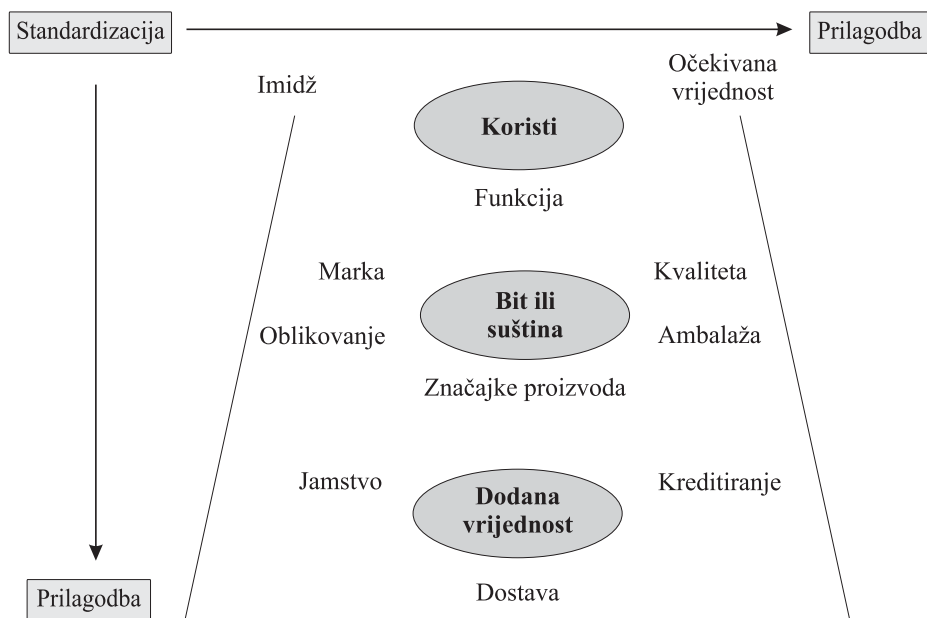 Standardizacija
Prilagodba
Imidž
Očekivana
vrijednost
Koristi
Funkcija
Marka
Kvaliteta
Bit ili
suština
Oblikovanje
Ambalaža
Značajke proizvoda
Jamstvo
Kreditiranje
Dodana
vrijednost
Prilagodba
Dostava